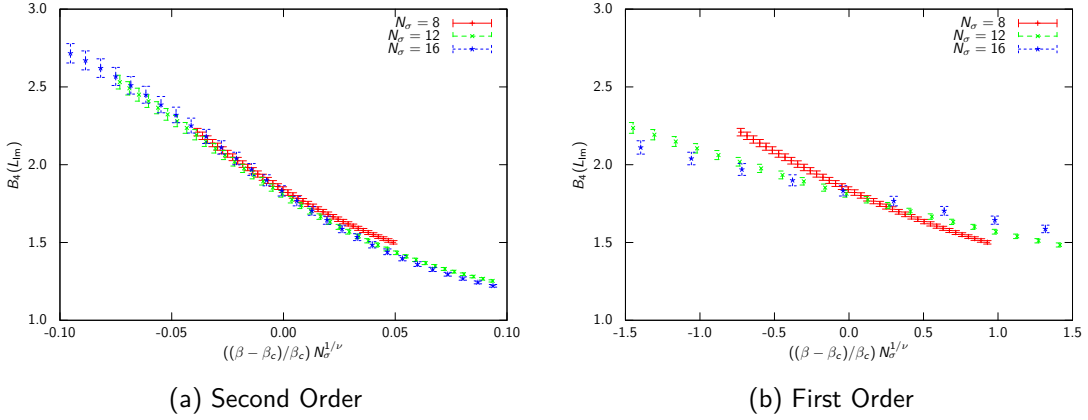 3.0
2.5
2.0
1.5
1.0
B₄(L_Im)
N_σ = 8
N_σ = 12
N_σ = 16
-0.10 -0.05 0.00 0.05 0.10
((β − β_c)/β_c) N_σ^{1/ν}
(a) Second Order
3.0
2.5
2.0
1.5
1.0
B₄(L_Im)
N_σ = 8
N_σ = 12
N_σ = 16
-1.5 -1.0 -0.5 0.0 0.5 1.0 1.5
((β − β_c)/β_c) N_σ^{1/ν}
(b) First Order